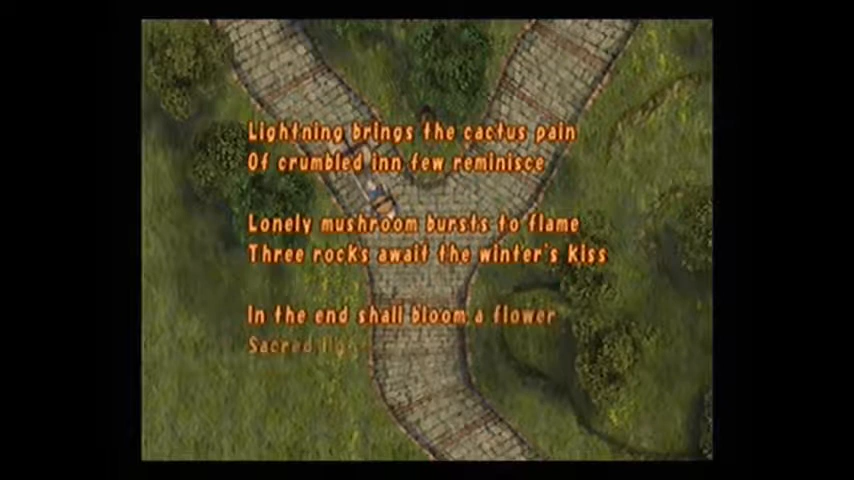 Lightning brings the cactus pain
Of crumbled inn few reminisce
Lonely mushroom bursts to flame
Three rocks await the winter's kiss
In the end shall bloom a flower
Sacred